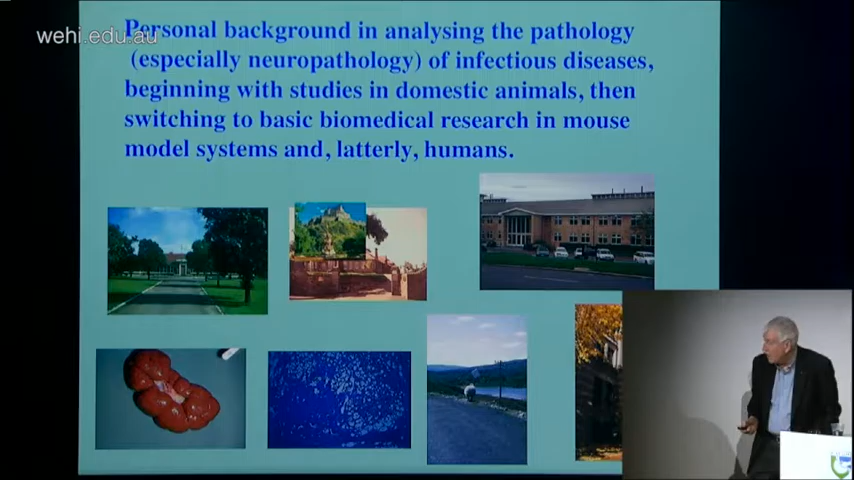 wehi.edu.au
Personal background in analysing the pathology
(especially neuropathology) of infectious diseases,
beginning with studies in domestic animals, then
switching to basic biomedical research in mouse
model systems and, latterly, humans.